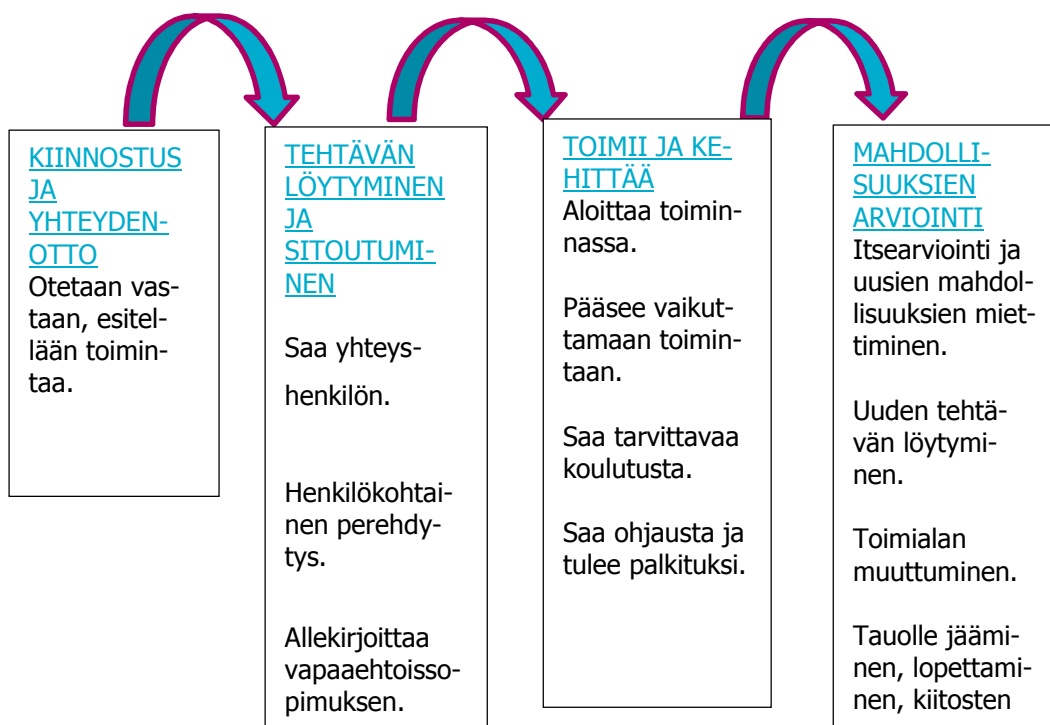 KIINNOSTUS
JA
YHTEYDEN-
OTTO
Otetaan vas-
taan, esitel-
lään toimin-
taa.
TEHTÄVÄN
LÖYTYMINEN
JA
SITOUTUMI-
NEN
Saa yhteys-
henkilön.
Henkilökohtai-
nen perehdy-
tys.
Allekirjoittaa
vapaaehtoisso-
pimuksen.
TOIMII JA KE-
HITTÄÄ
Aloittaa toimin-
nassa.
Pääsee vaikut-
tamaan toimin-
taan.
Saa tarvittavaa
koulutusta.
Saa ohjausta ja
tulee palkituksi.
MAHDOLLI-
SUUKSIEN
ARVIOINTI
Itsearviointi ja
uusien mahdol-
lisuuksien miet-
timinen.
Uuden tehtä-
vän löytymi-
nen.
Toimialan
muuttuminen.
Tauolle jäämi-
nen, lopettami-
nen, kiitosten